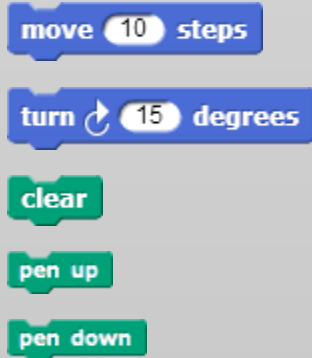 move 10 steps
turn 15 degrees
clear
pen up
pen down